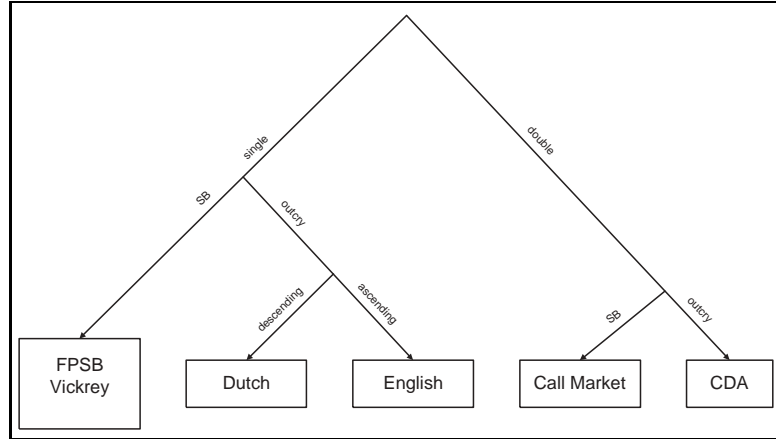 single
double
SB
outcry
descending
ascending
SB
outcry
FPSB
Vickrey
Dutch
English
Call Market
CDA